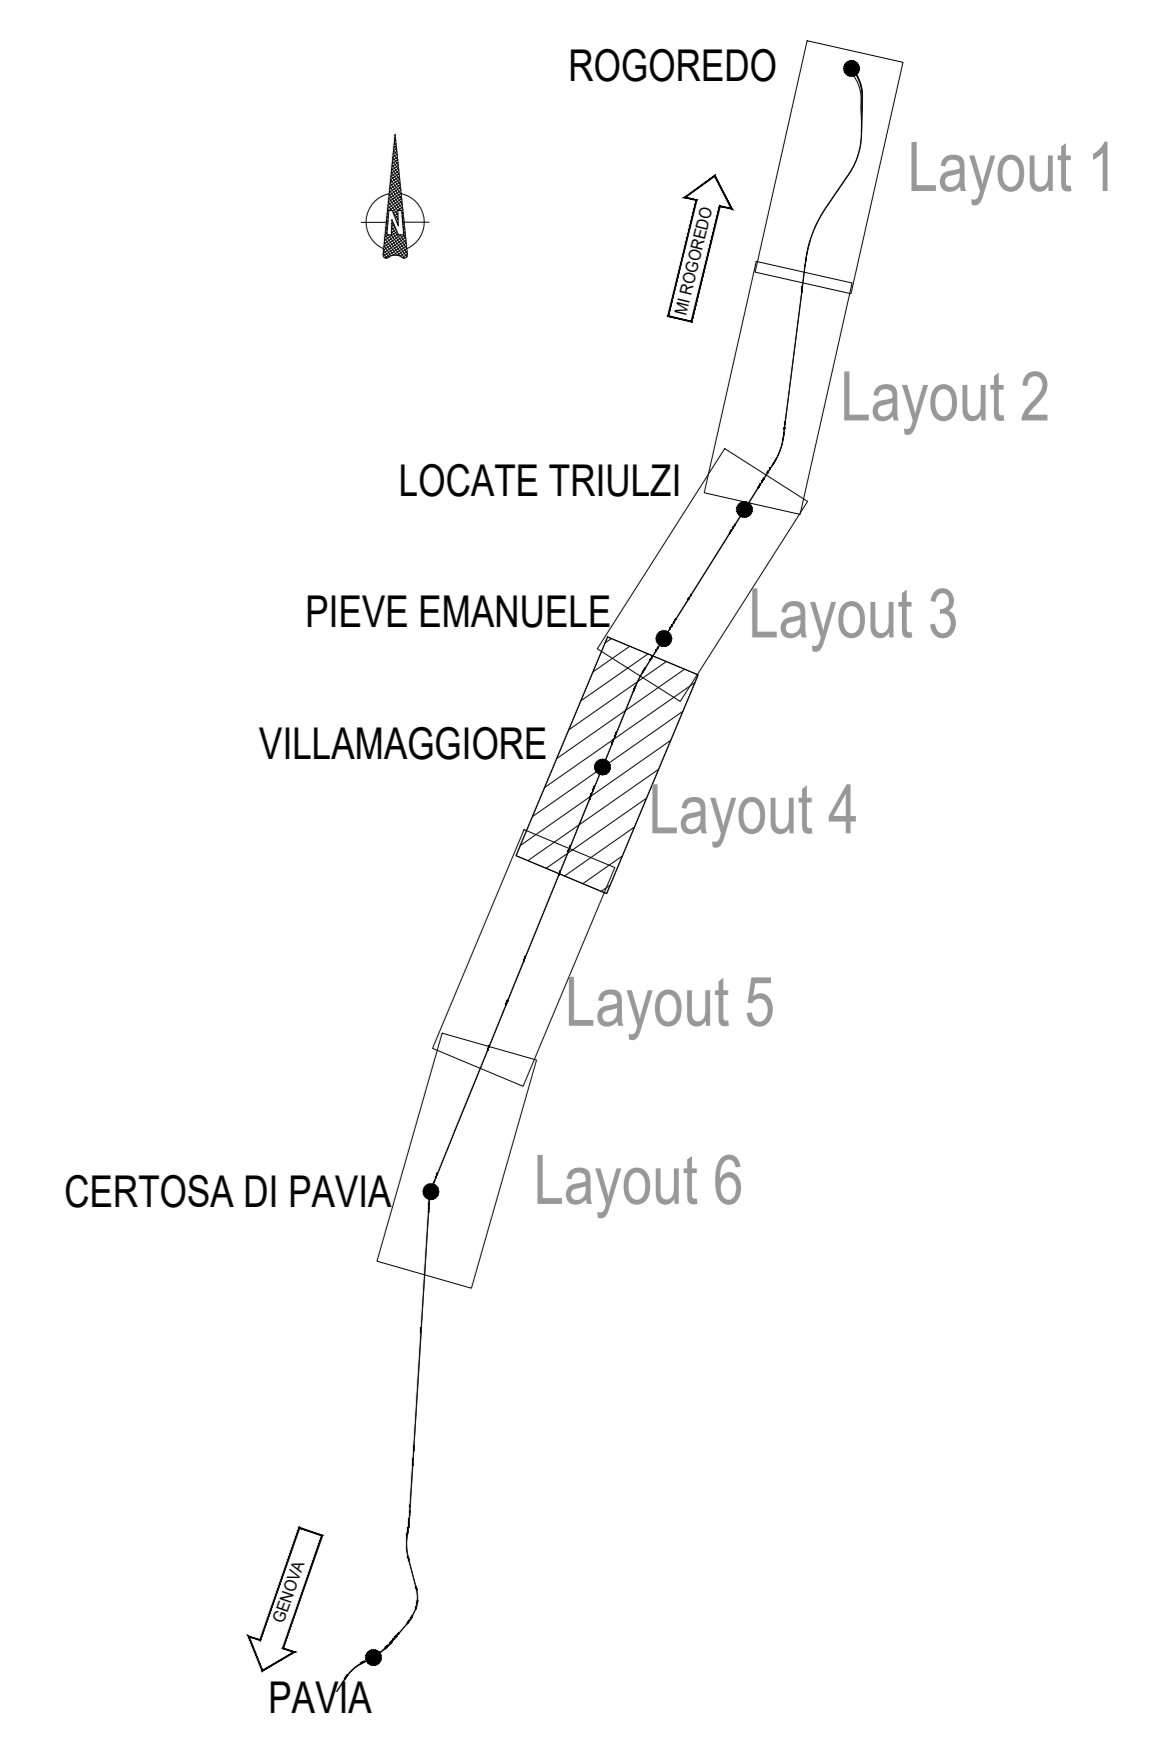 ROGOREDO
Layout 1
N
MI ROGOREDO
Layout 2
LOCATE TRIULZI
PIEVE EMANUELE
Layout 3
VILLAMAGGIORE
Layout 4
Layout 5
CERTOSA DI PAVIA
Layout 6
GENOVA
PAVIA